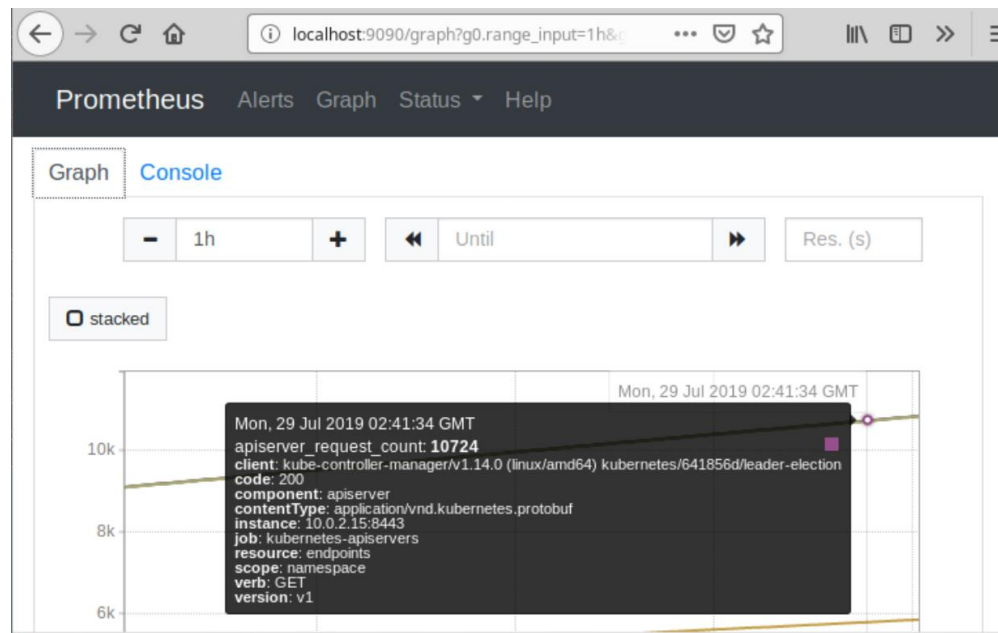 localhost:9090/graph?g0.range_input=1h&
Prometheus Alerts Graph Status Help
Graph Console
1h Until Res. (s)
stacked
Mon, 29 Jul 2019 02:41:34 GMT
Mon, 29 Jul 2019 02:41:34 GMT
apiserver_request_count: 10724
client: kube-controller-manager/v1.14.0 (linux/amd64) kubernetes/641856d/leader-election
code: 200
component: apiserver
contentType: application/vnd.kubernetes.protobuf
instance: 10.0.2.15:8443
job: kubernetes-apiservers
resource: endpoints
scope: namespace
verb: GET
version: v1
10k
8k
6k